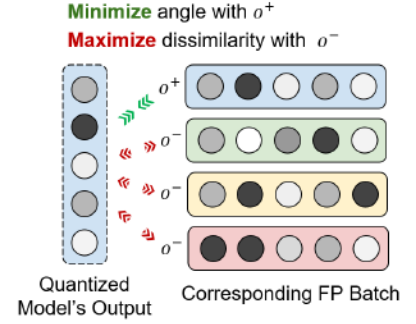 Minimize angle with o⁺
Maximize dissimilarity with o⁻
o⁺
o⁻
o⁻
o⁻
Quantized
Model's Output
Corresponding FP Batch